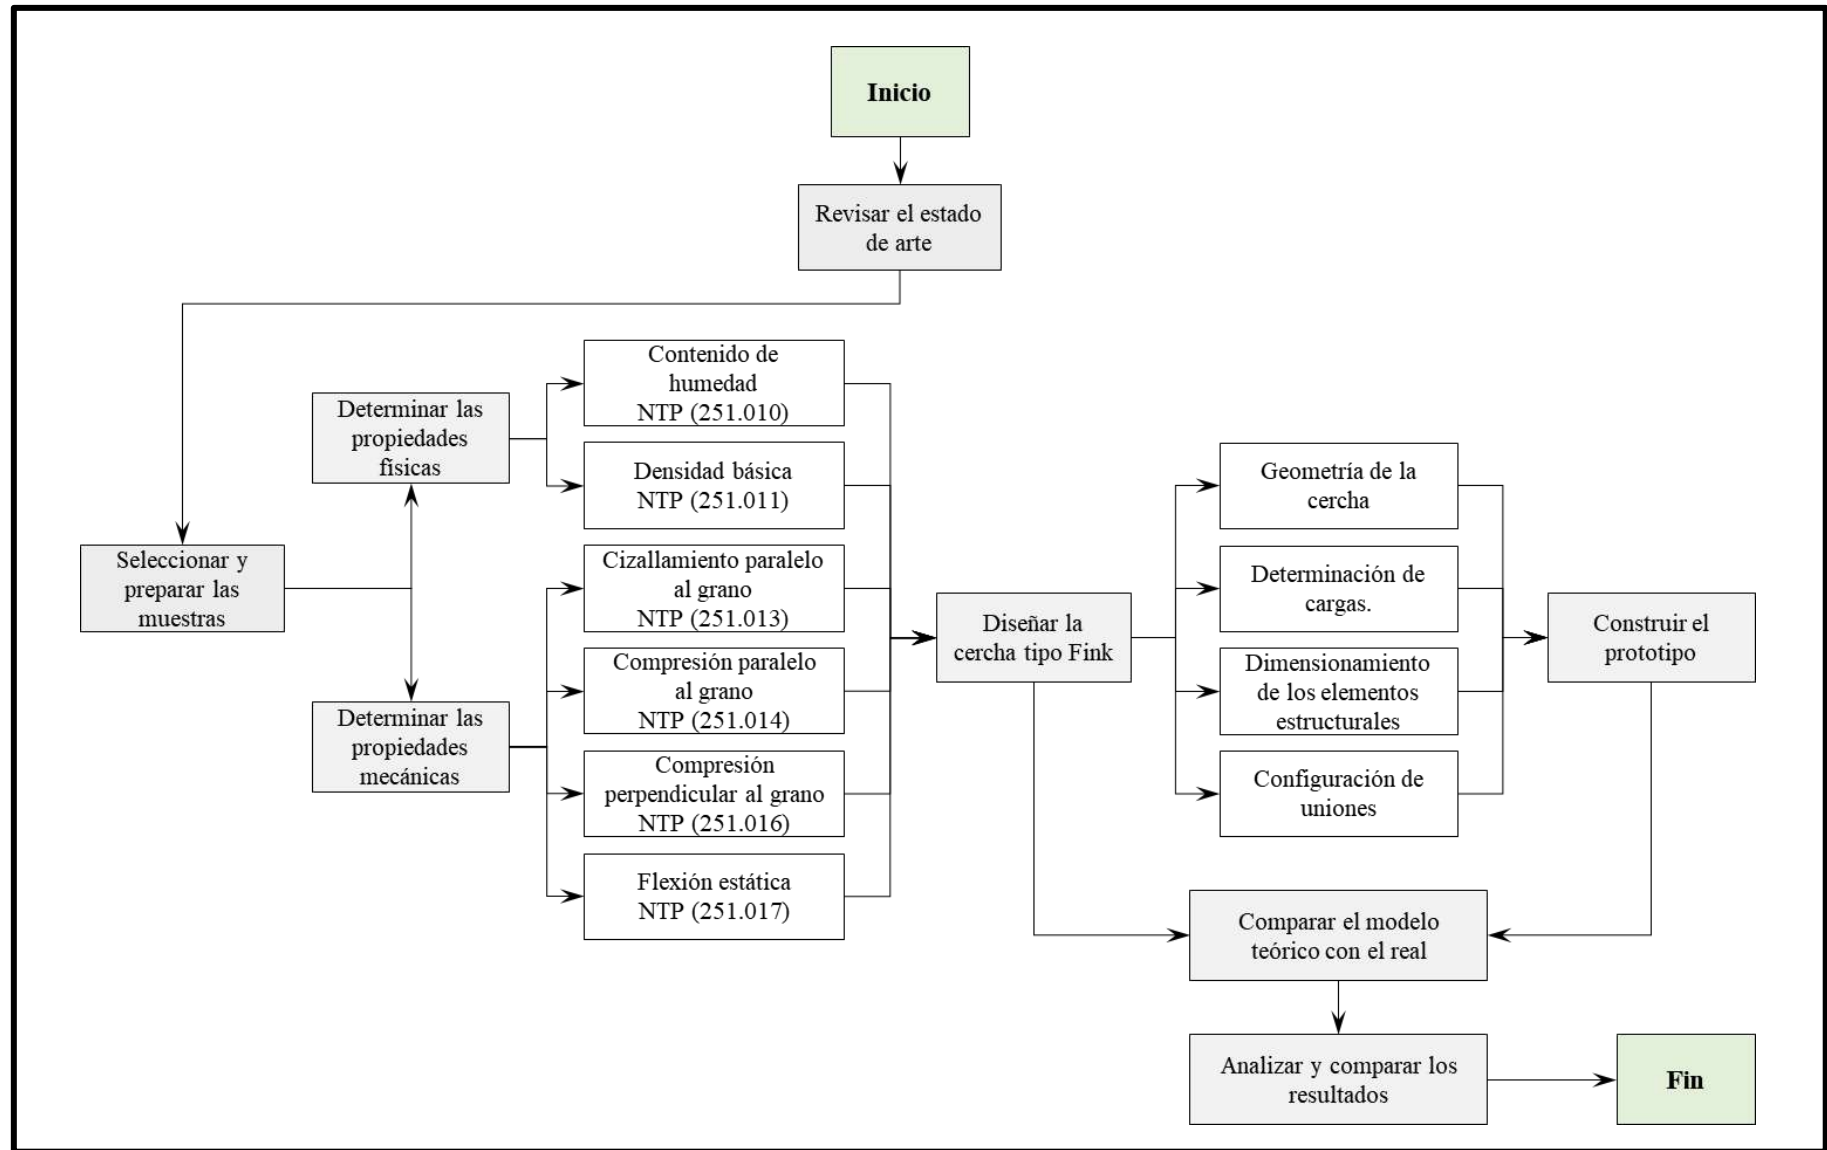 Inicio
Revisar el estado
de arte
Seleccionar y
preparar las
muestras
Determinar las
propiedades
físicas
Determinar las
propiedades
mecánicas
Contenido de
humedad
NTP (251.010)
Densidad básica
NTP (251.011)
Cizallamiento paralelo
al grano
NTP (251.013)
Compresión paralelo
al grano
NTP (251.014)
Compresión
perpendicular al grano
NTP (251.016)
Flexión estática
NTP (251.017)
Diseñar la
cercha tipo Fink
Geometría de la
cercha
Determinación de
cargas.
Dimensionamiento
de los elementos
estructurales
Configuración de
uniones
Construir el
prototipo
Comparar el modelo
teórico con el real
Analizar y comparar los
resultados
Fin